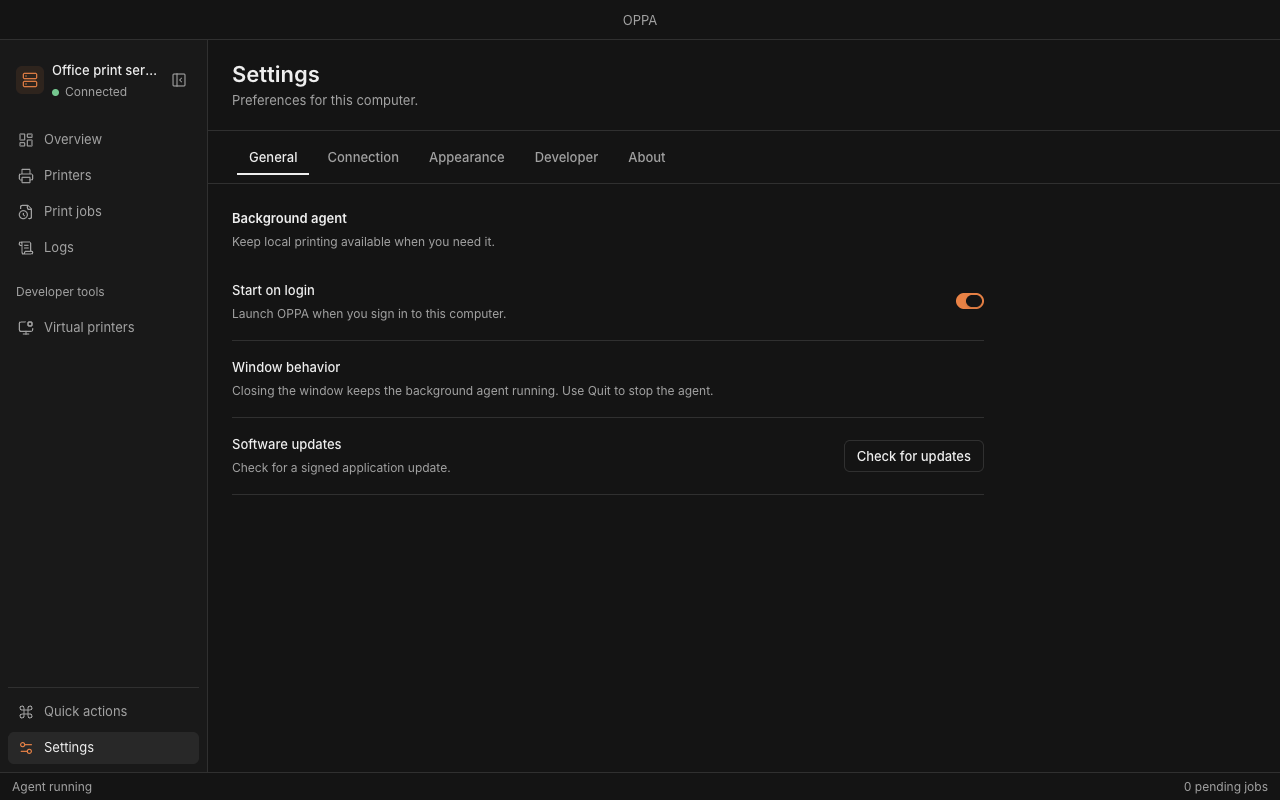 OPPA
Office print ser...
Connected
Overview
Printers
Print jobs
Logs
Developer tools
Virtual printers
Quick actions
Settings
Settings
Preferences for this computer.
General
Connection
Appearance
Developer
About
Background agent
Keep local printing available when you need it.
Start on login
Launch OPPA when you sign in to this computer.
Window behavior
Closing the window keeps the background agent running. Use Quit to stop the agent.
Software updates
Check for a signed application update.
Check for updates
Agent running
0 pending jobs